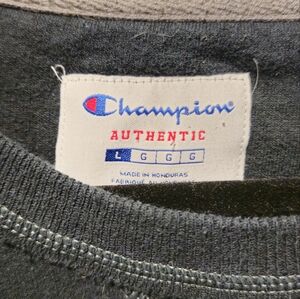 Champion
AUTHENTIC
L G G G
MADE IN HONDURAS